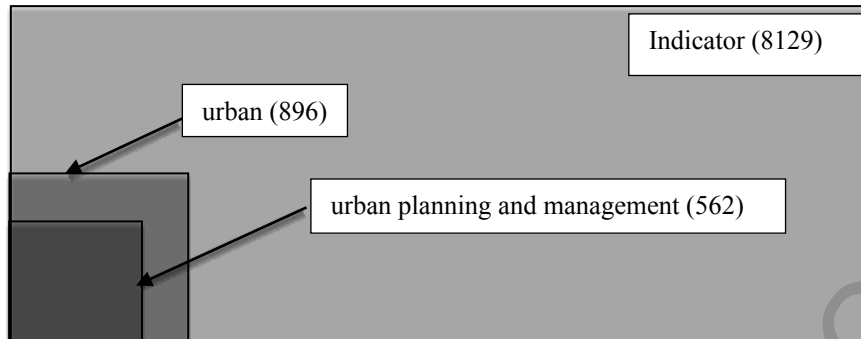 Indicator (8129)
urban (896)
urban planning and management (562)